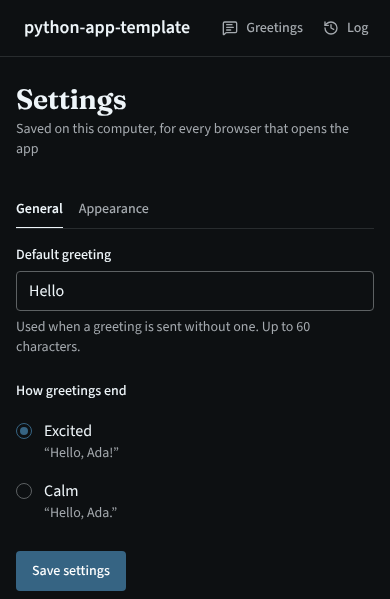 python-app-template
Greetings
Log
Settings
Saved on this computer, for every browser that opens the
app
General
Appearance
Default greeting
Hello
Used when a greeting is sent without one. Up to 60
characters.
How greetings end
Excited
“Hello, Ada!”
Calm
“Hello, Ada.”
Save settings